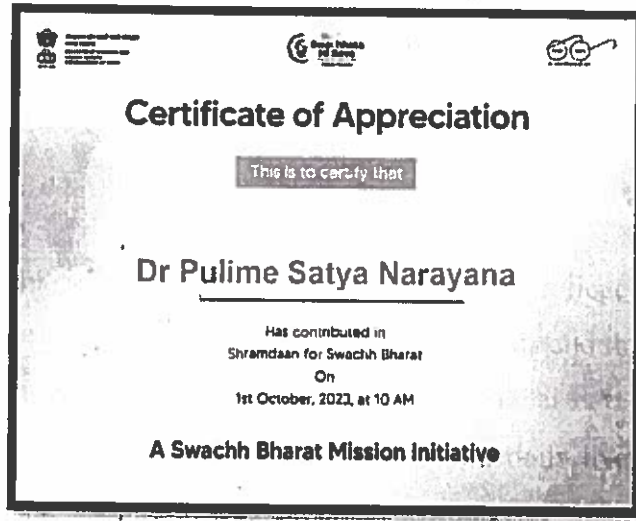 Certificate of Appreciation
This is to certify that
Dr Pulime Satya Narayana
Has contributed in
Shramdaan for Swachh Bharat
On
1st October, 2023, at 10 AM
A Swachh Bharat Mission Initiative